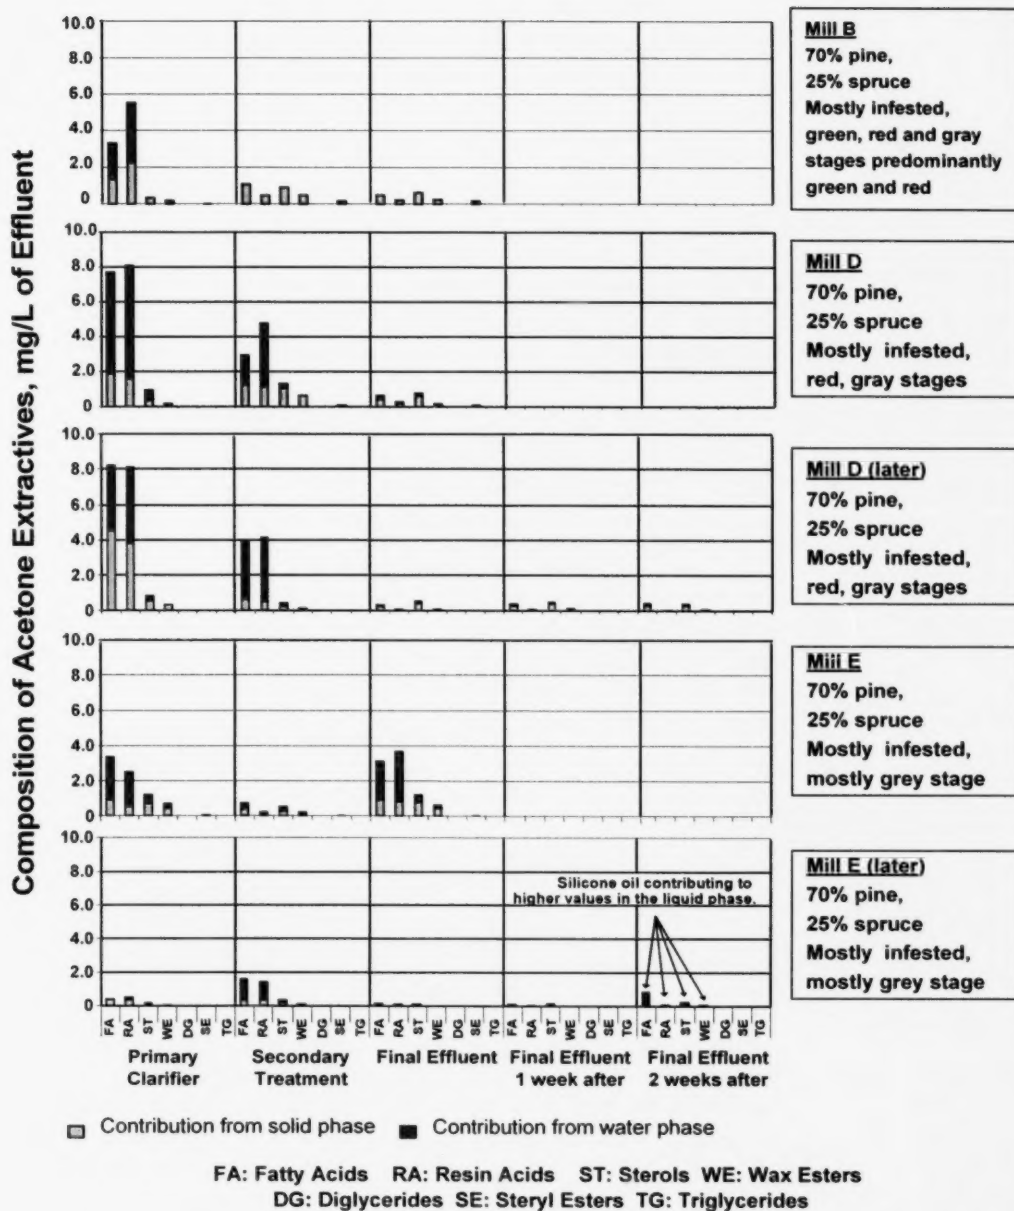 Composition of Acetone Extractives, mg/L of Effluent
10.0
8.0
6.0
4.0
2.0
0
Mill B
70% pine,
25% spruce
Mostly infested,
green, red and gray
stages predominantly
green and red
10.0
8.0
6.0
4.0
2.0
0
Mill D
70% pine,
25% spruce
Mostly infested,
red, gray stages
10.0
8.0
6.0
4.0
2.0
0
Mill D (later)
70% pine,
25% spruce
Mostly infested,
red, gray stages
10.0
8.0
6.0
4.0
2.0
0
Mill E
70% pine,
25% spruce
Mostly infested,
mostly grey stage
10.0
8.0
6.0
4.0
2.0
0.0
Silicone oil contributing to
higher values in the liquid phase.
Mill E (later)
70% pine,
25% spruce
Mostly infested,
mostly grey stage
FA RA ST WE DG SE TG FA RA ST WE DG SE TG FA RA ST WE DG SE TG FA RA ST WE DG SE TG FA RA ST WE DG SE TG
Primary Clarifier
Secondary Treatment
Final Effluent
Final Effluent 1 week after
Final Effluent 2 weeks after
Contribution from solid phase Contribution from water phase
FA: Fatty Acids RA: Resin Acids ST: Sterols WE: Wax Esters
DG: Diglycerides SE: Steryl Esters TG: Triglycerides